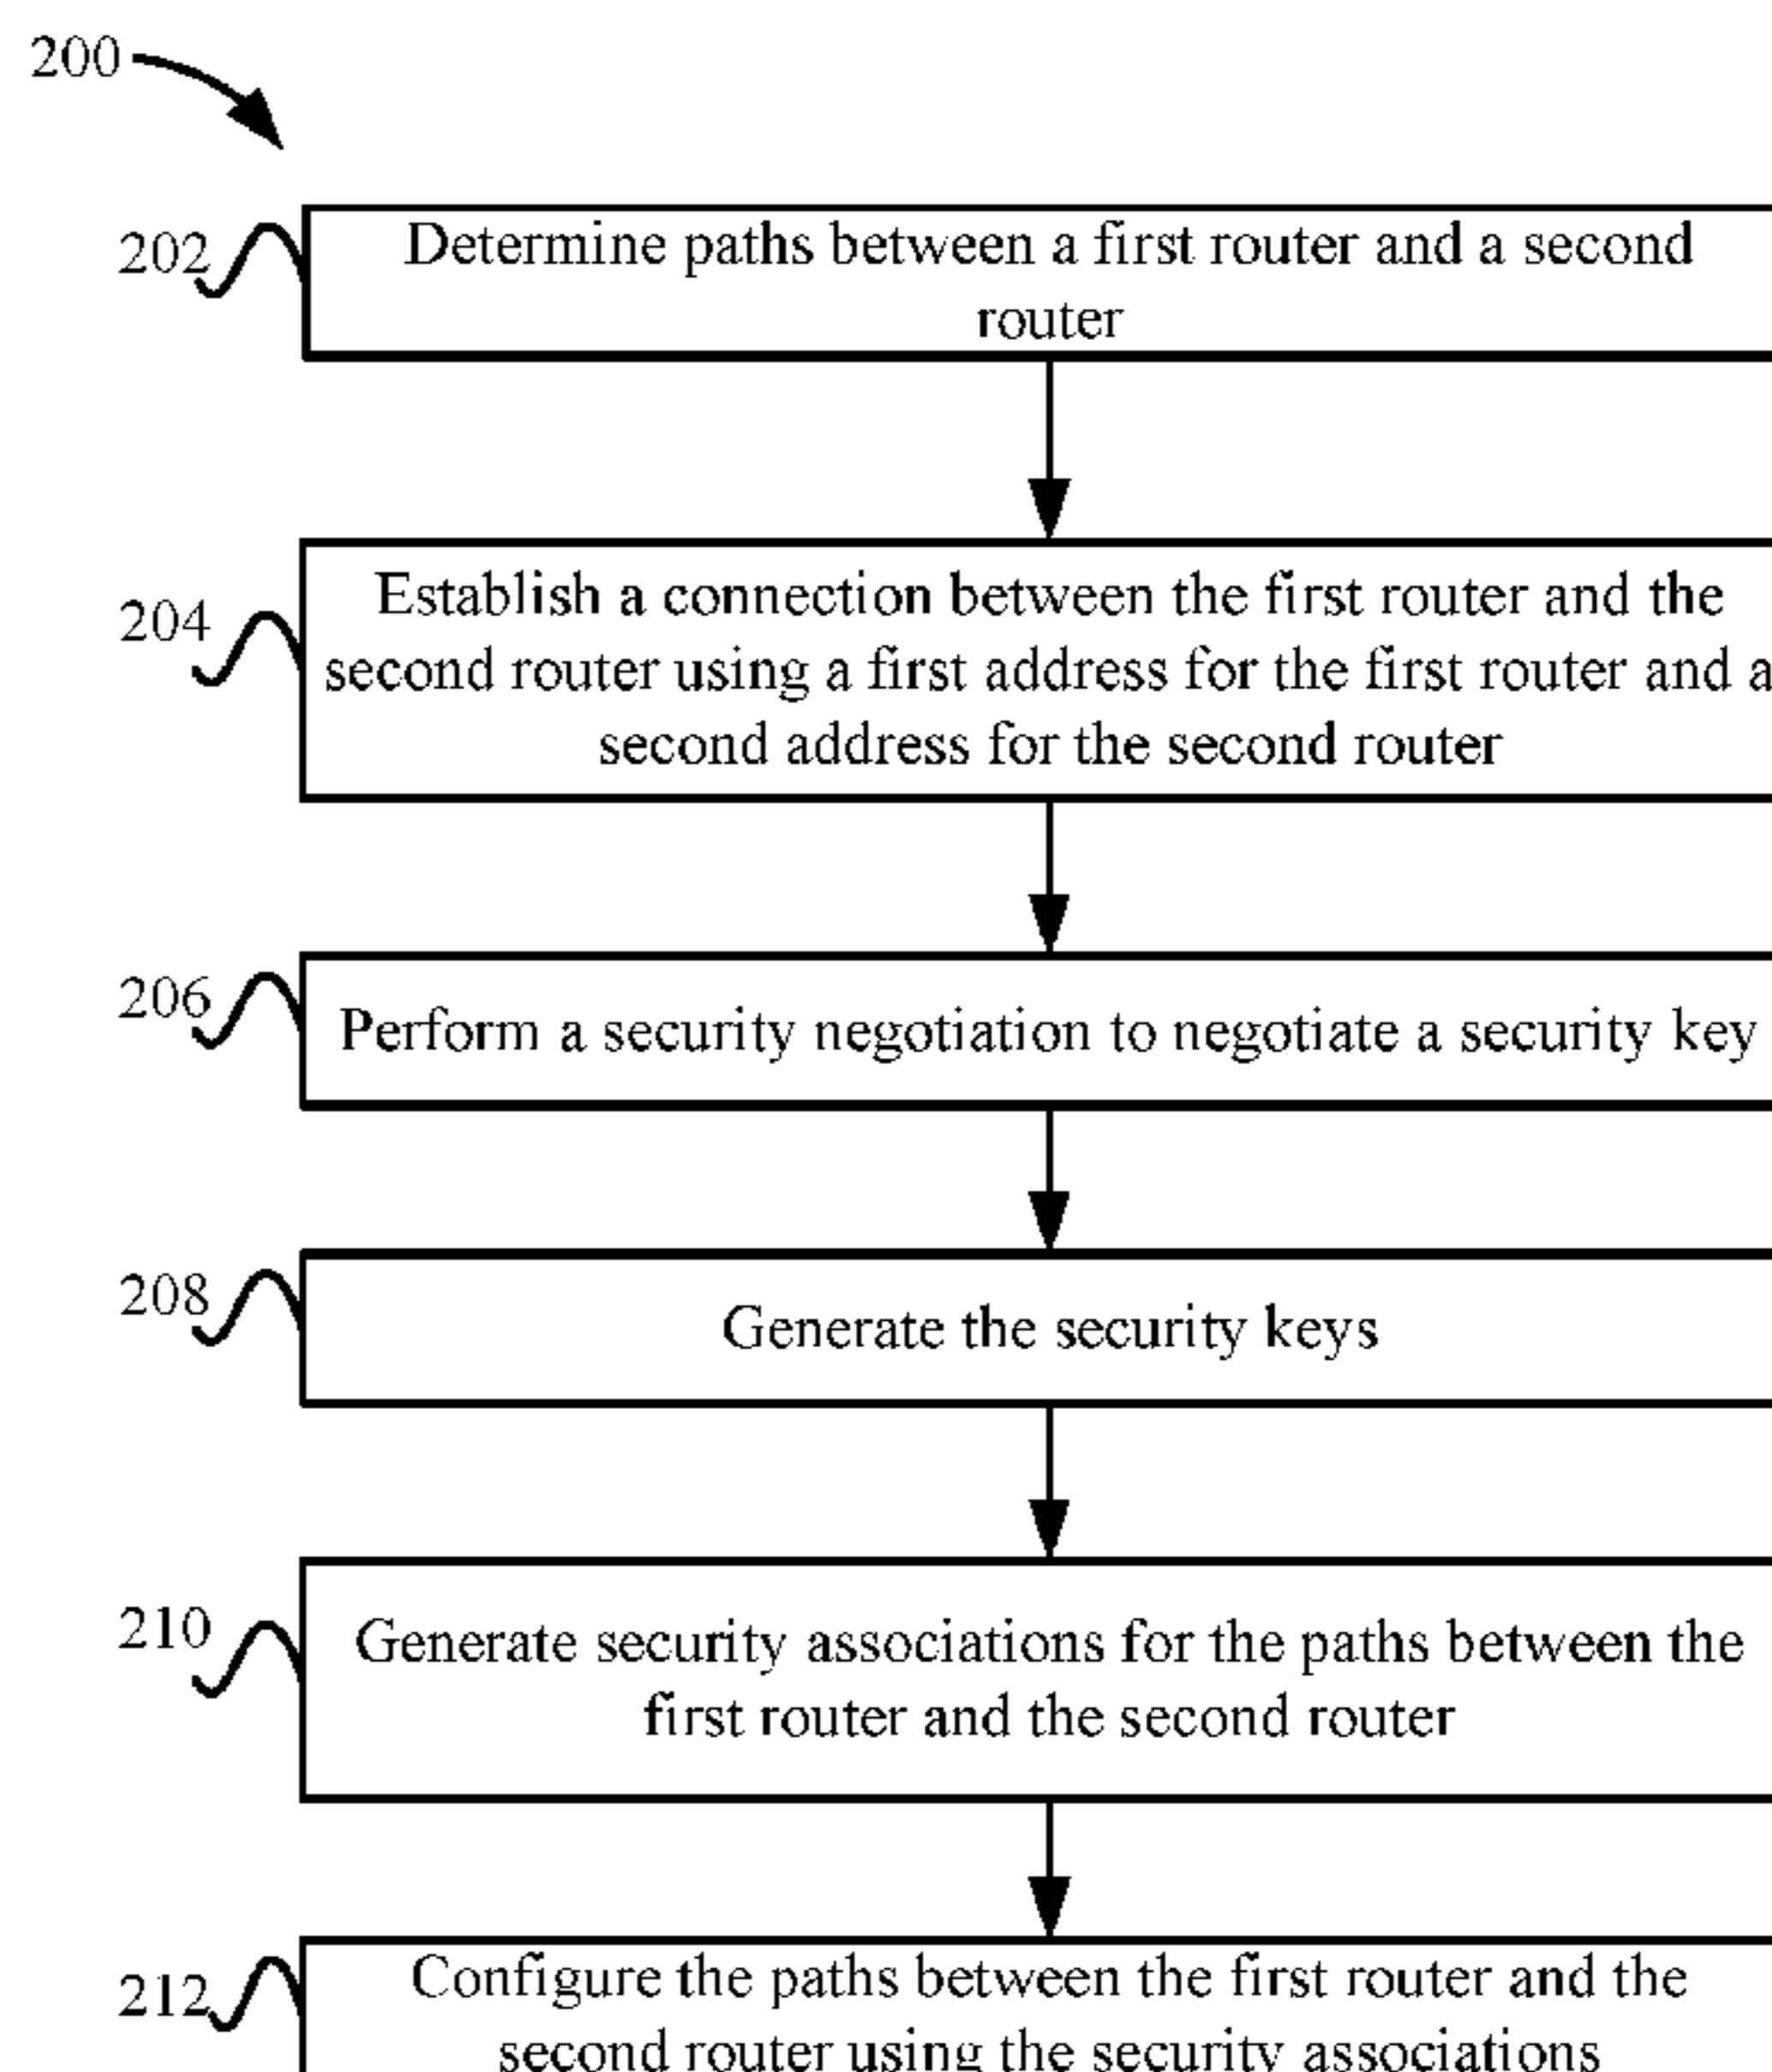 200
202
Determine paths between a first router and a second
router
204
Establish a connection between the first router and the
second router using a first address for the first router and a
second address for the second router
206
Perform a security negotiation to negotiate a security key
208
Generate the security keys
210
Generate security associations for the paths between the
first router and the second router
212
Configure the paths between the first router and the
second router using the security associations